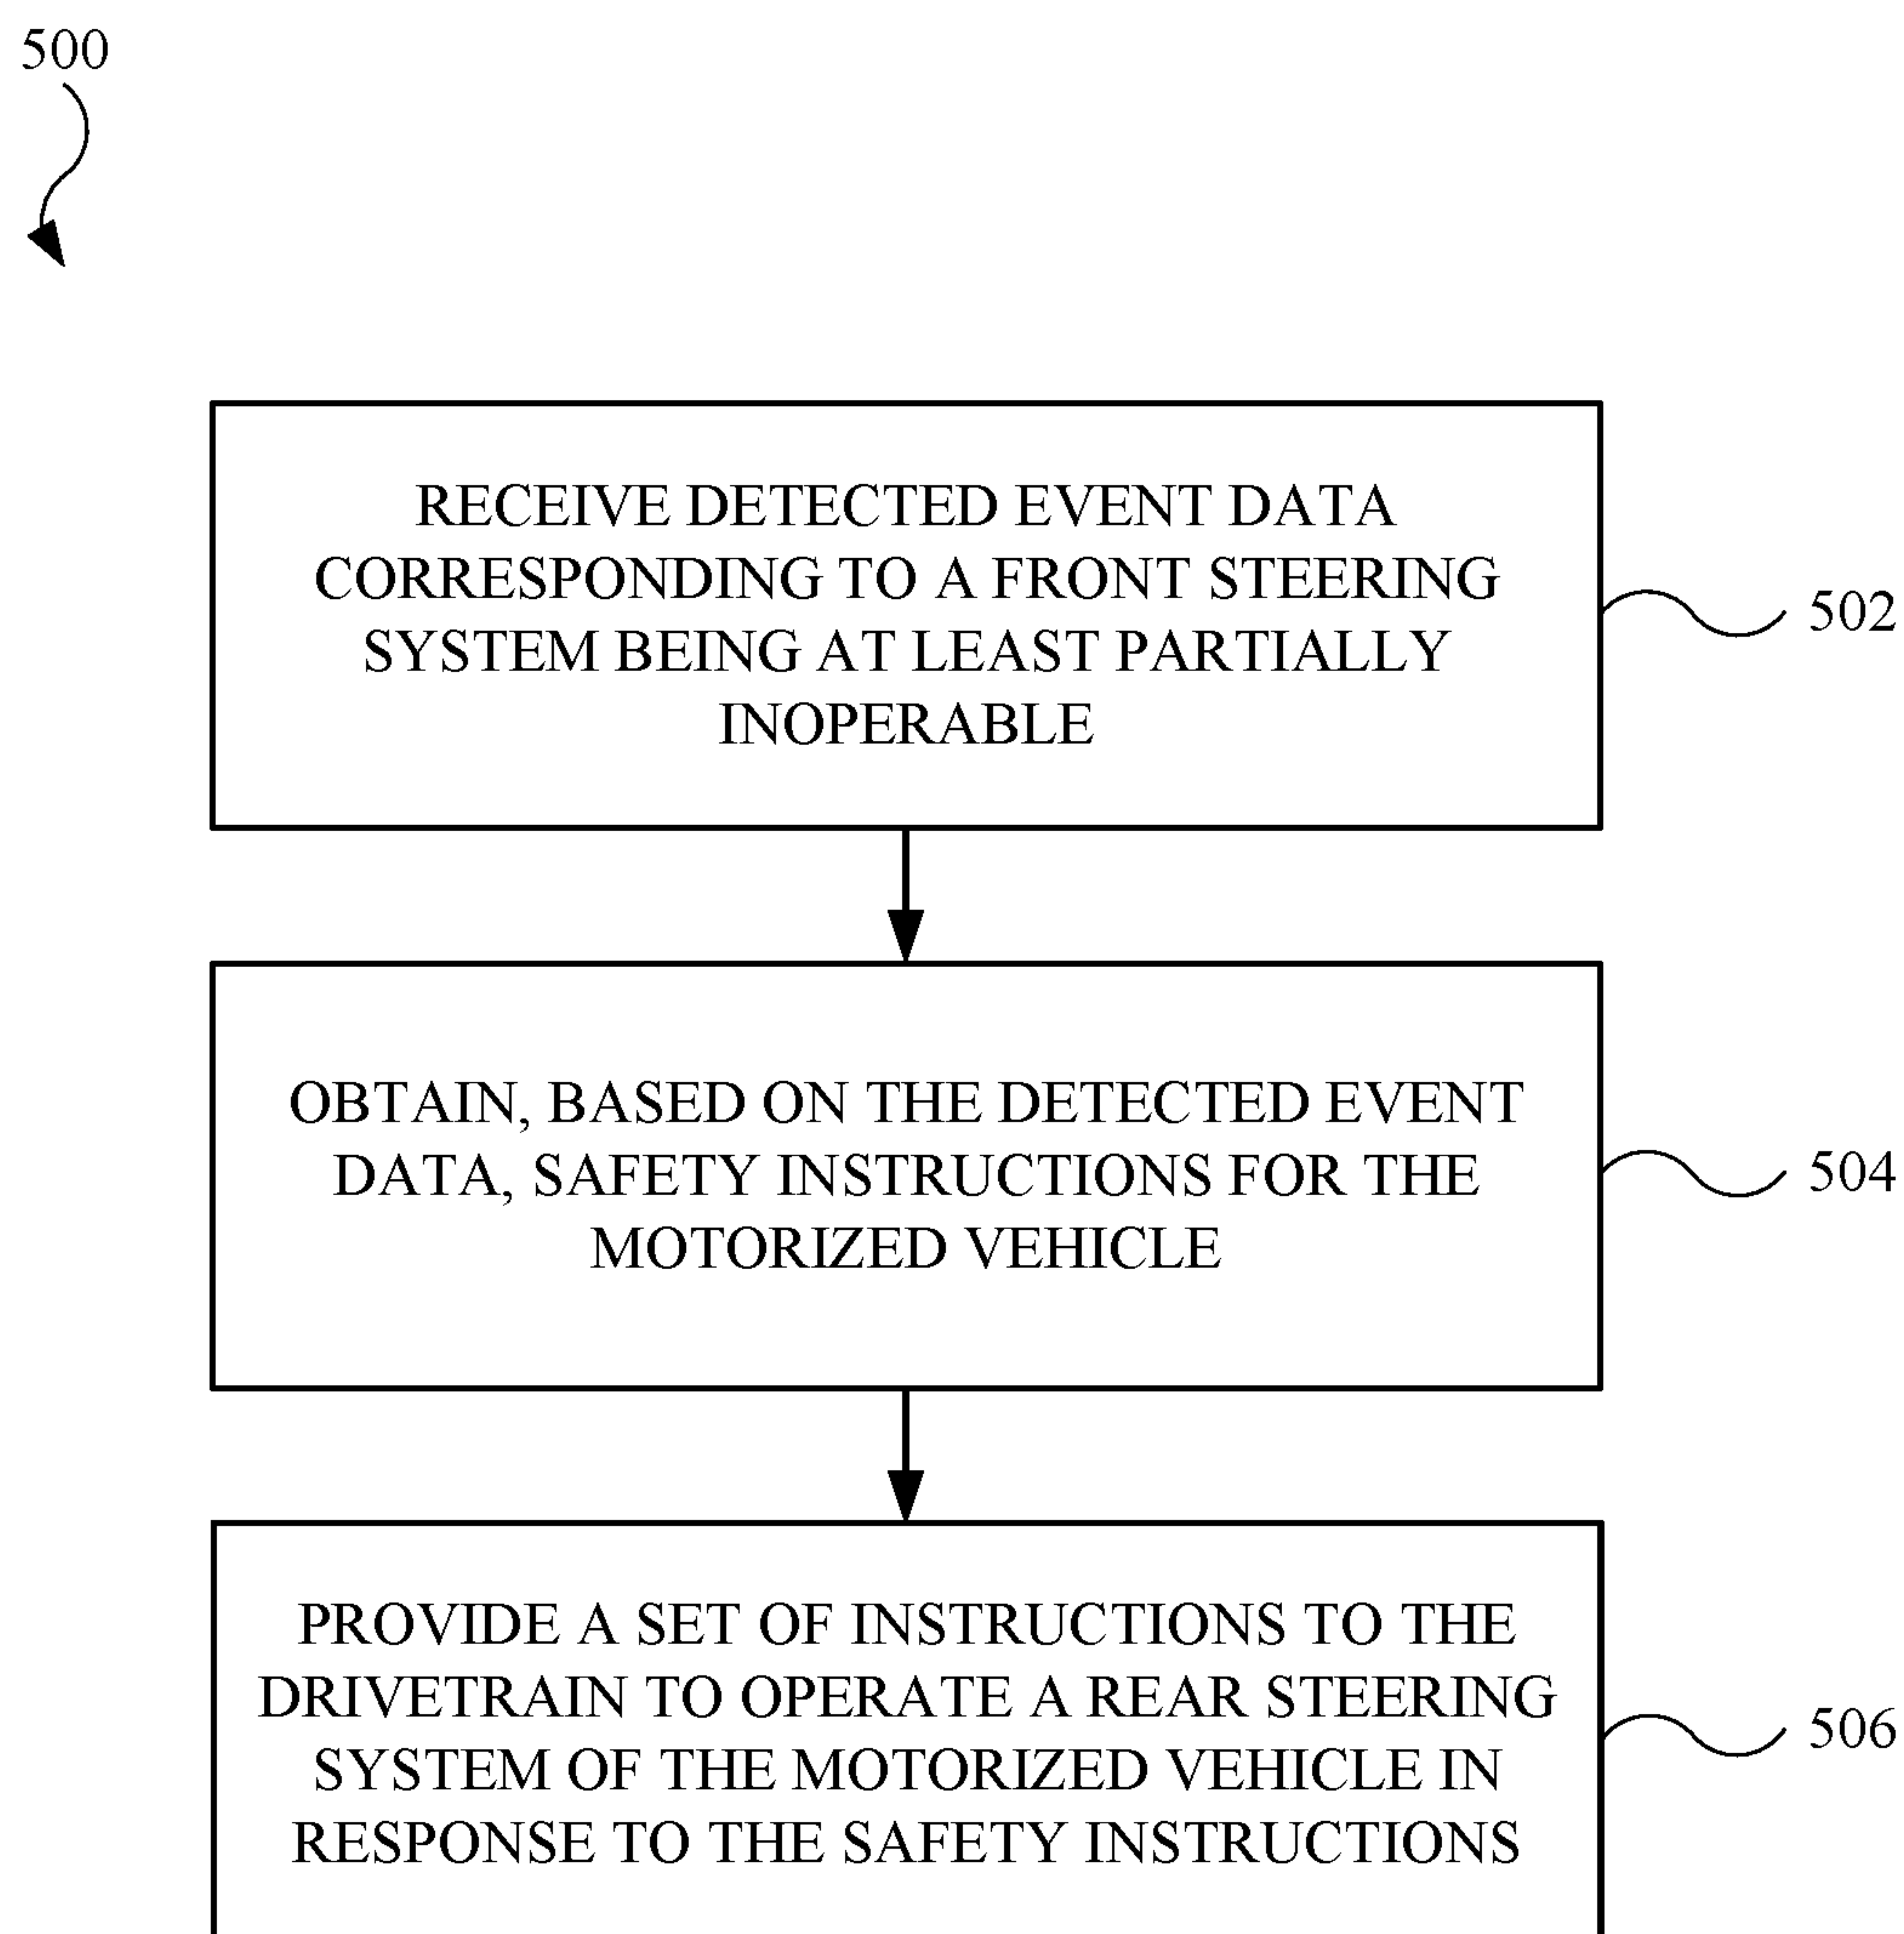 500
RECEIVE DETECTED EVENT DATA
CORRESPONDING TO A FRONT STEERING
SYSTEM BEING AT LEAST PARTIALLY
INOPERABLE
502
OBTAIN, BASED ON THE DETECTED EVENT
DATA, SAFETY INSTRUCTIONS FOR THE
MOTORIZED VEHICLE
504
PROVIDE A SET OF INSTRUCTIONS TO THE
DRIVETRAIN TO OPERATE A REAR STEERING
SYSTEM OF THE MOTORIZED VEHICLE IN
RESPONSE TO THE SAFETY INSTRUCTIONS
506